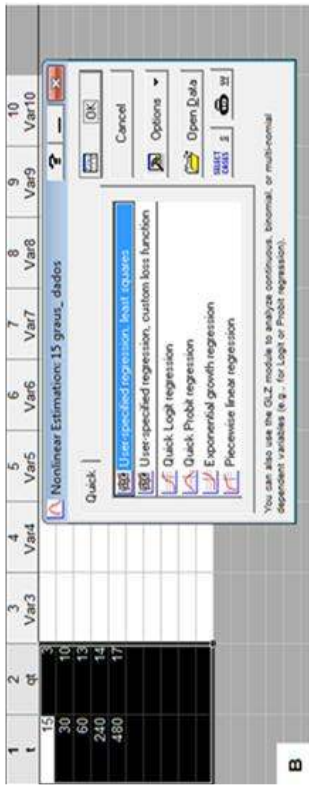 1 2 3 4 5 6 7 8 9 10
t qt Var3 Var4 Var5 Var6 Var7 Var8 Var9 Var10
15 3
30 10
60 13
240 14
480 17
Nonlinear Estimation: 15 graus_dados
? _ X
Quick
User-specified regression, least squares
User-specified regression, custom loss function
Quick Logit regression
Quick Probit regression
Exponential growth regression
Piecewise linear regression
OK
Cancel
Options
Open Data
SELECT CASES S W
You can also use the GLZ module to analyze continuous, binomial, or multi-nomial
dependent variables (e.g., for Logit or Probit regression).
B